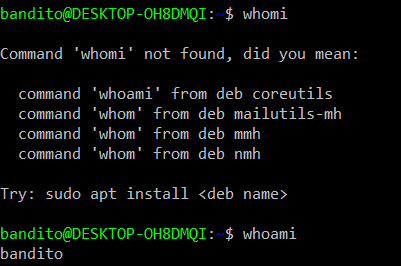 bandito@DESKTOP-OH8DMQI:~$ whomi
Command 'whomi' not found, did you mean:
command 'whoami' from deb coreutils
command 'whom' from deb mailutils-mh
command 'whom' from deb mmh
command 'whom' from deb nmh
Try: sudo apt install <deb name>
bandito@DESKTOP-OH8DMQI:~$ whoami
bandito